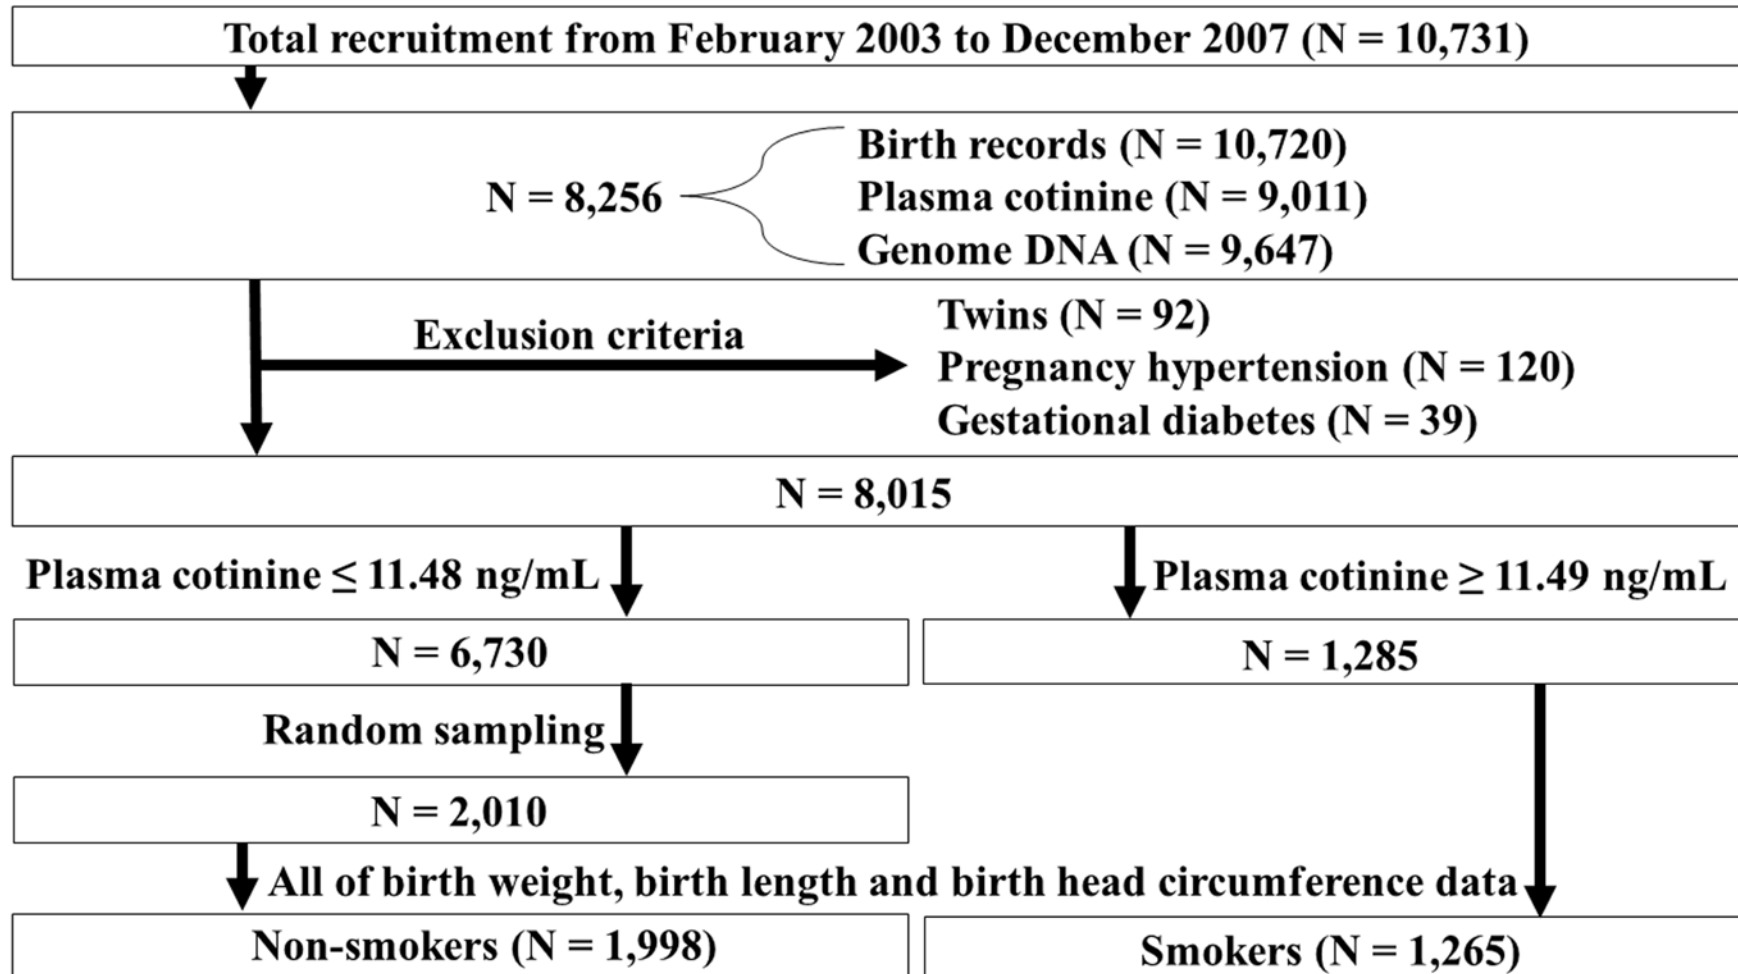 Total recruitment from February 2003 to December 2007 (N = 10,731)
Birth records (N = 10,720)
N = 8,256
Plasma cotinine (N = 9,011)
Genome DNA (N = 9,647)
Exclusion criteria
Twins (N = 92)
Pregnancy hypertension (N = 120)
Gestational diabetes (N = 39)
N = 8,015
Plasma cotinine ≤ 11.48 ng/mL
Plasma cotinine ≥ 11.49 ng/mL
N = 6,730
N = 1,285
Random sampling
N = 2,010
All of birth weight, birth length and birth head circumference data
Non-smokers (N = 1,998)
Smokers (N = 1,265)